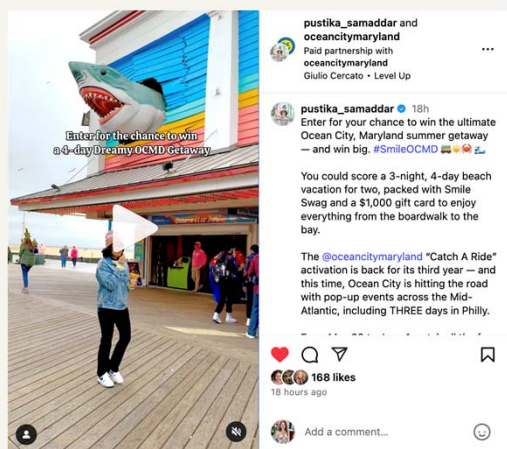 pustika_samaddar and
oceancitymaryland
Paid partnership with
oceancitymaryland
Giulio Cercato • Level Up
Enter for the chance to win
a 4-day Dreamy OCMD Getaway
pustika_samaddar 18h
Enter for your chance to win the ultimate
Ocean City, Maryland summer getaway
— and win big. #SmileOCMD 🚌☀️🦀🌊
You could score a 3-night, 4-day beach
vacation for two, packed with Smile
Swag and a $1,000 gift card to enjoy
everything from the boardwalk to the
bay.
The @oceancitymaryland “Catch A Ride”
activation is back for its third year — and
this time, Ocean City is hitting the road
with pop-up events across the Mid-
Atlantic, including THREE days in Philly.
168 likes
18 hours ago
Add a comment...